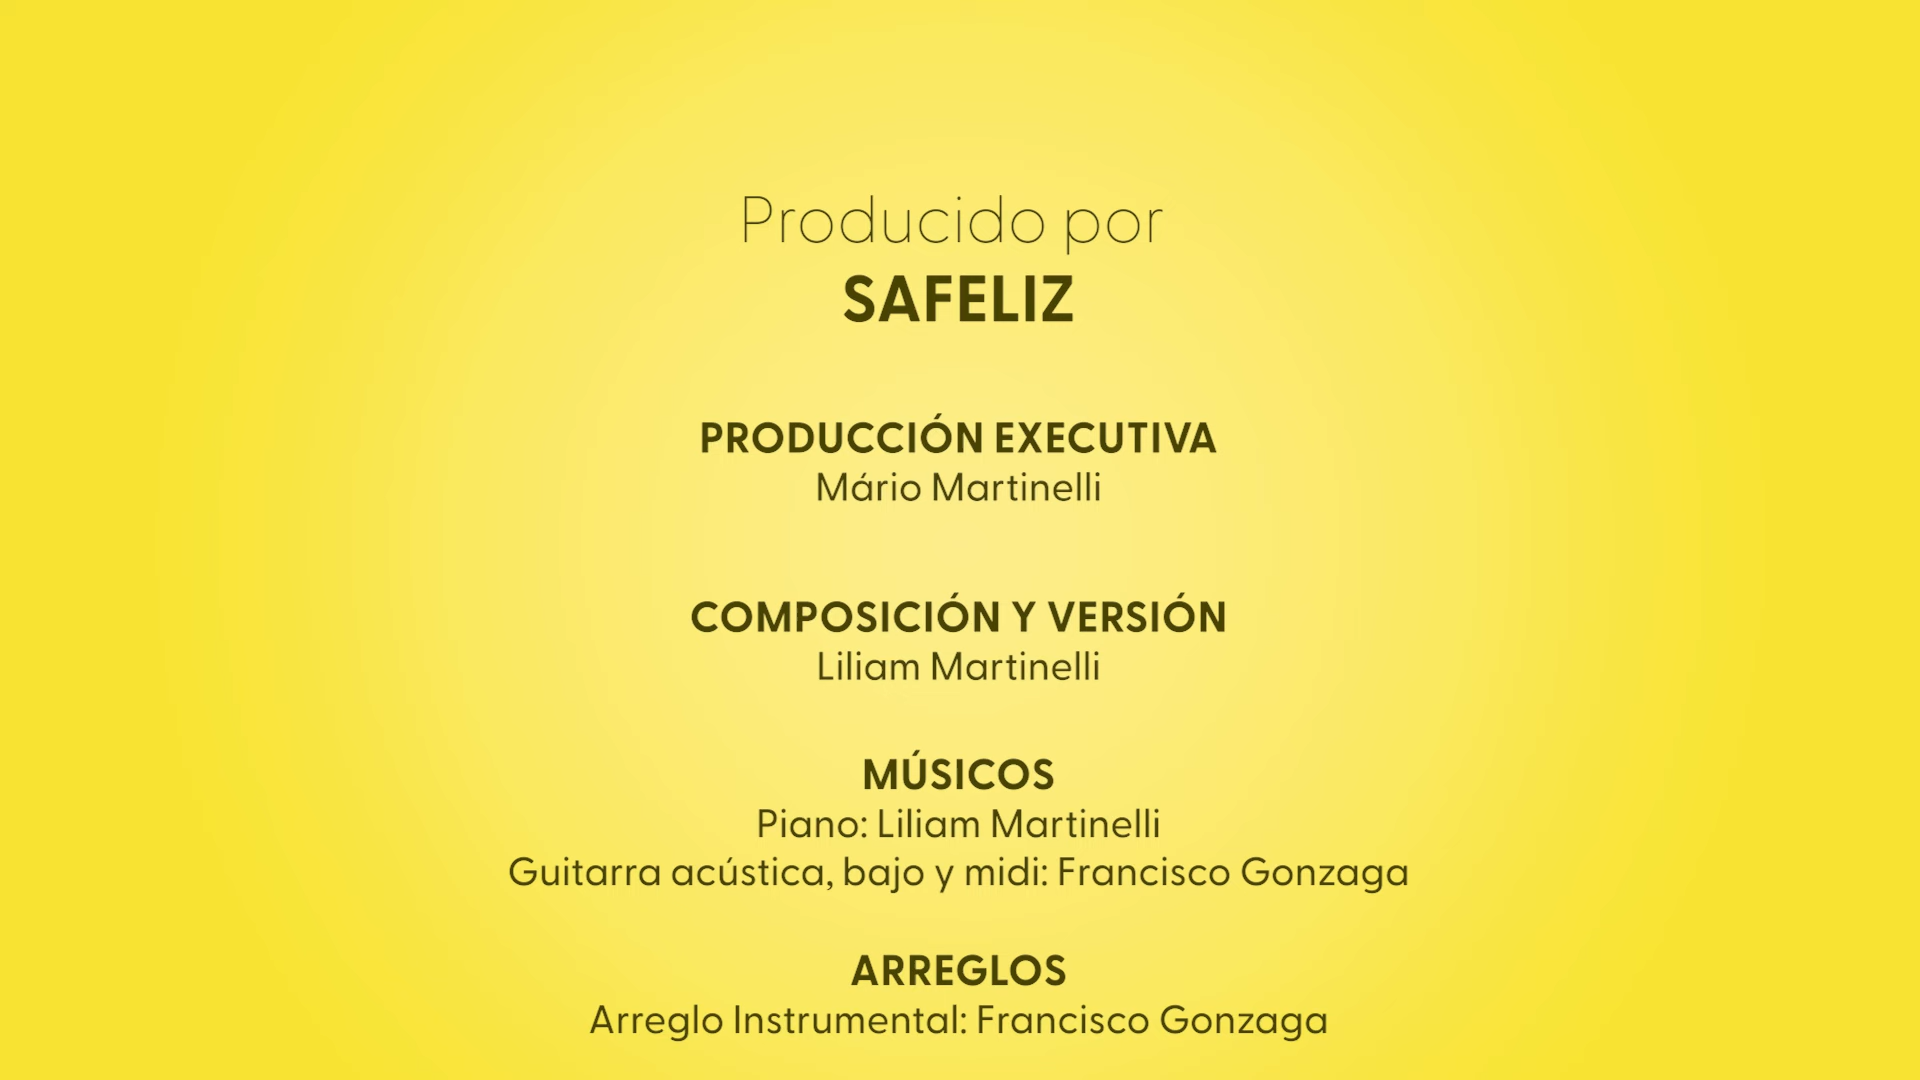 Producido por
SAFELIZ
PRODUCCIÓN EXECUTIVA
Mário Martinelli
COMPOSICIÓN Y VERSIÓN
Liliam Martinelli
MÚSICOS
Piano: Liliam Martinelli
Guitarra acústica, bajo y midi: Francisco Gonzaga
ARREGLOS
Arreglo Instrumental: Francisco Gonzaga